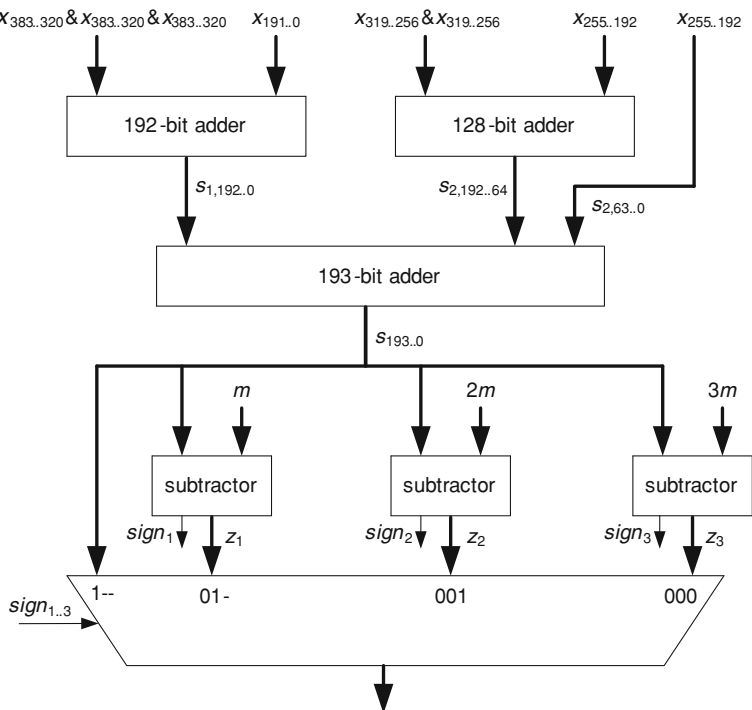 x383..320&x383..320&x383..320 x191..0 x319..256&x319..256 x255..192 x255..192
192-bit adder 128-bit adder
s1,192..0 s2,192..64 s2,63..0
193-bit adder
s193..0
m 2m 3m
subtractor subtractor subtractor
sign1 z1 sign2 z2 sign3 z3
1-- 01- 001 000
sign1..3